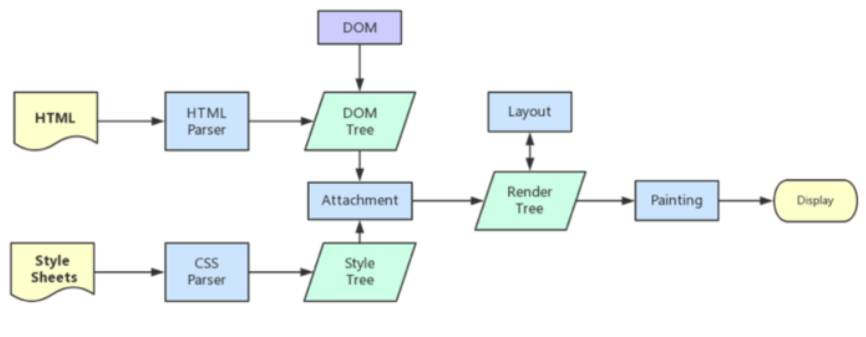 DOM
HTML
HTML
Parser
DOM
Tree
Layout
Attachment
Render
Tree
Painting
Display
Style
Sheets
CSS
Parser
Style
Tree